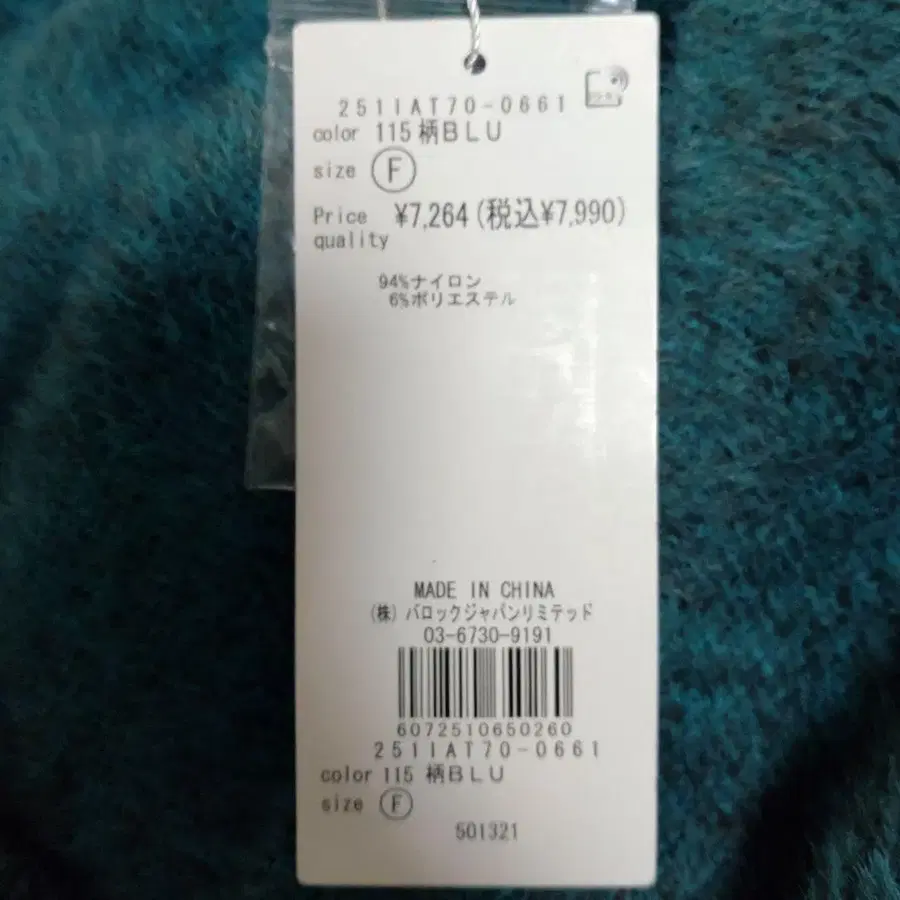 2511AT70-0661
color 115 柄BLU
size F
Price ¥7,264(税込¥7,990)
quality
94%ナイロン
6%ポリエステル
MADE IN CHINA
(株)バロックジャパンリミテッド
03-6730-9191
6072510650260
2511AT70-0661
color 115 柄BLU
size F
501321